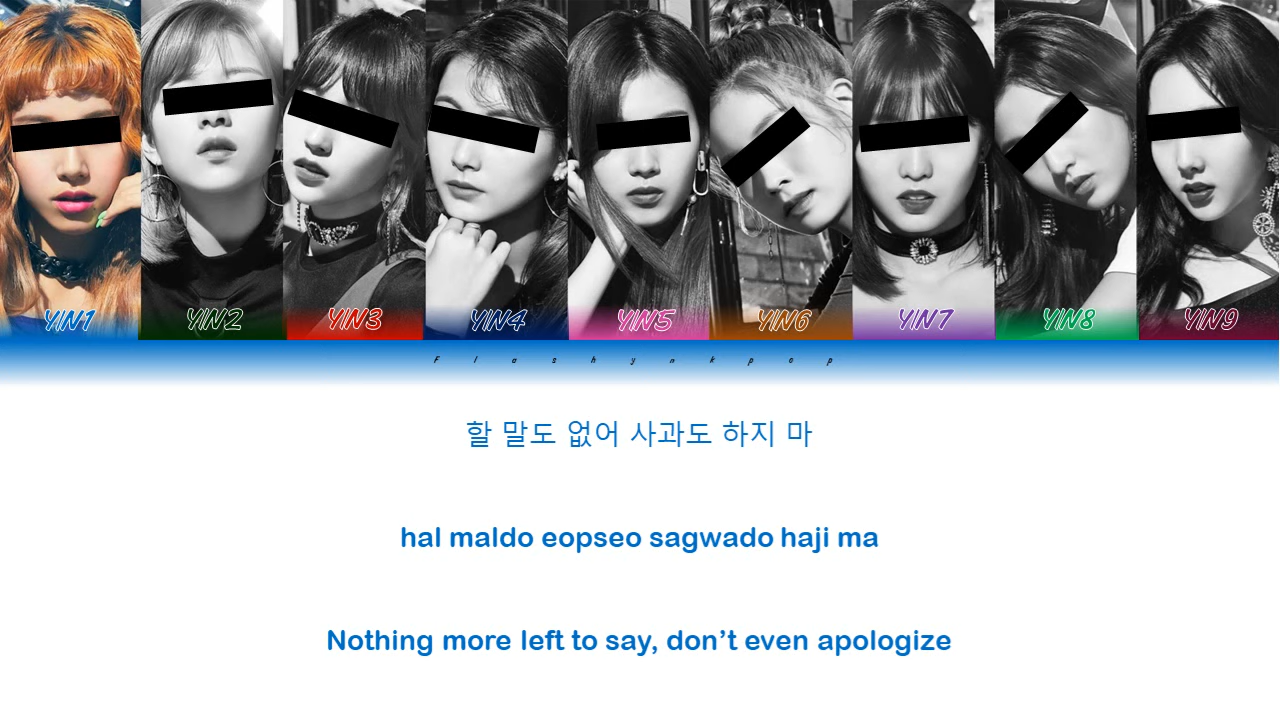 YIN1 YIN2 YIN3 YIN4 YIN5 YIN6 YIN7 YIN8 YIN9
Flashynkpop
할 말도 없어 사과도 하지 마
hal maldo eopseo sagwado haji ma
Nothing more left to say, don’t even apologize